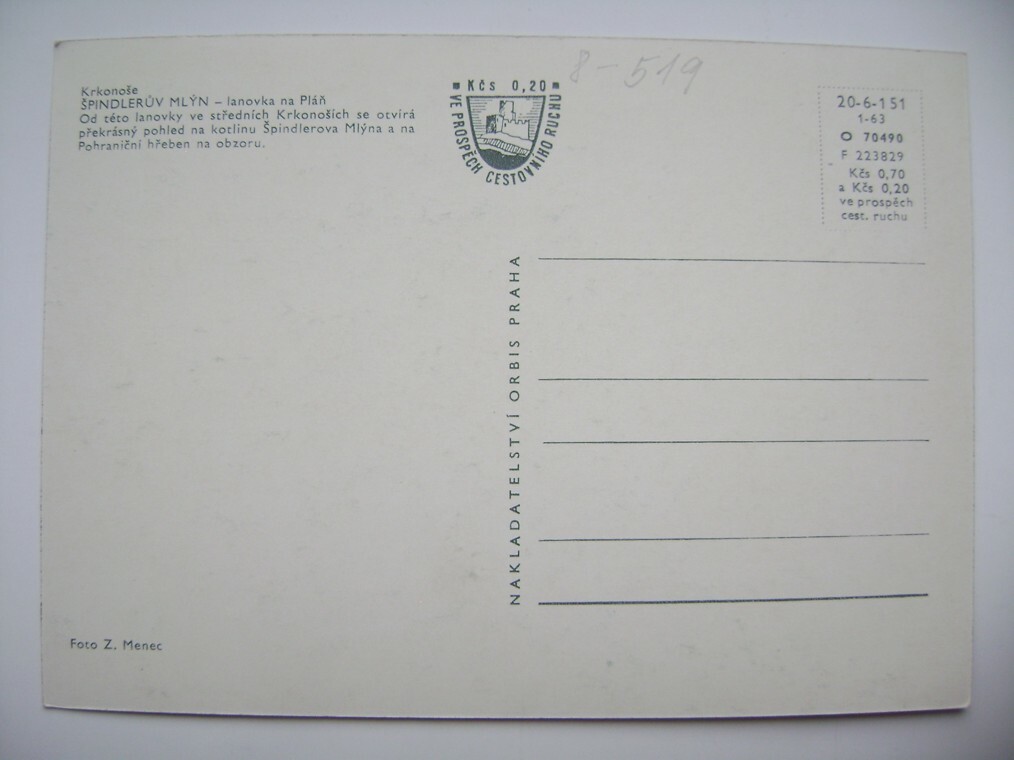 Krkonoše
ŠPINDLERŮV MLÝN – lanovka na Pláň
Od této lanovky ve středních Krkonoších se otvírá
překrásný pohled na kotlinu Špindlerova Mlýna a na
Pohraniční hřeben na obzoru.
Kčs 0,20
VE PROSPĚCH CESTOVNÍHO RUCHU
8-519
20-6-151
1-63
O 70490
F 223829
Kčs 0,70
a Kčs 0,20
ve prospěch
cest. ruchu
NAKLADATELSTVÍ ORBIS PRAHA
Foto Z. Menec